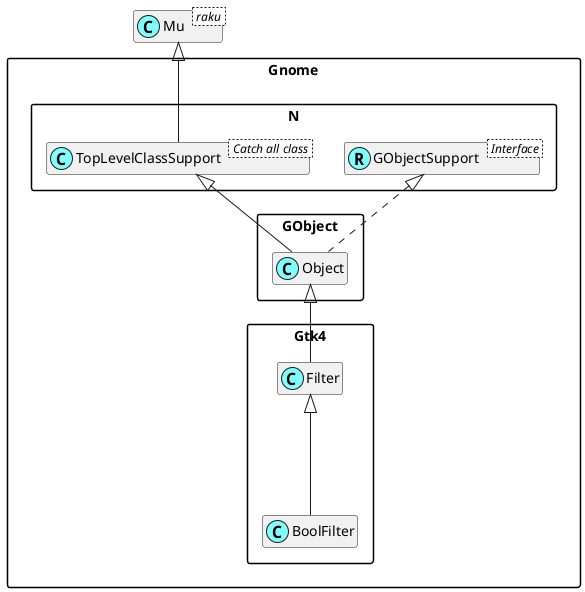 C Mu raku
Gnome
N
C TopLevelClassSupport Catch all class
R GObjectSupport Interface
GObject
C Object
Gtk4
C Filter
C BoolFilter